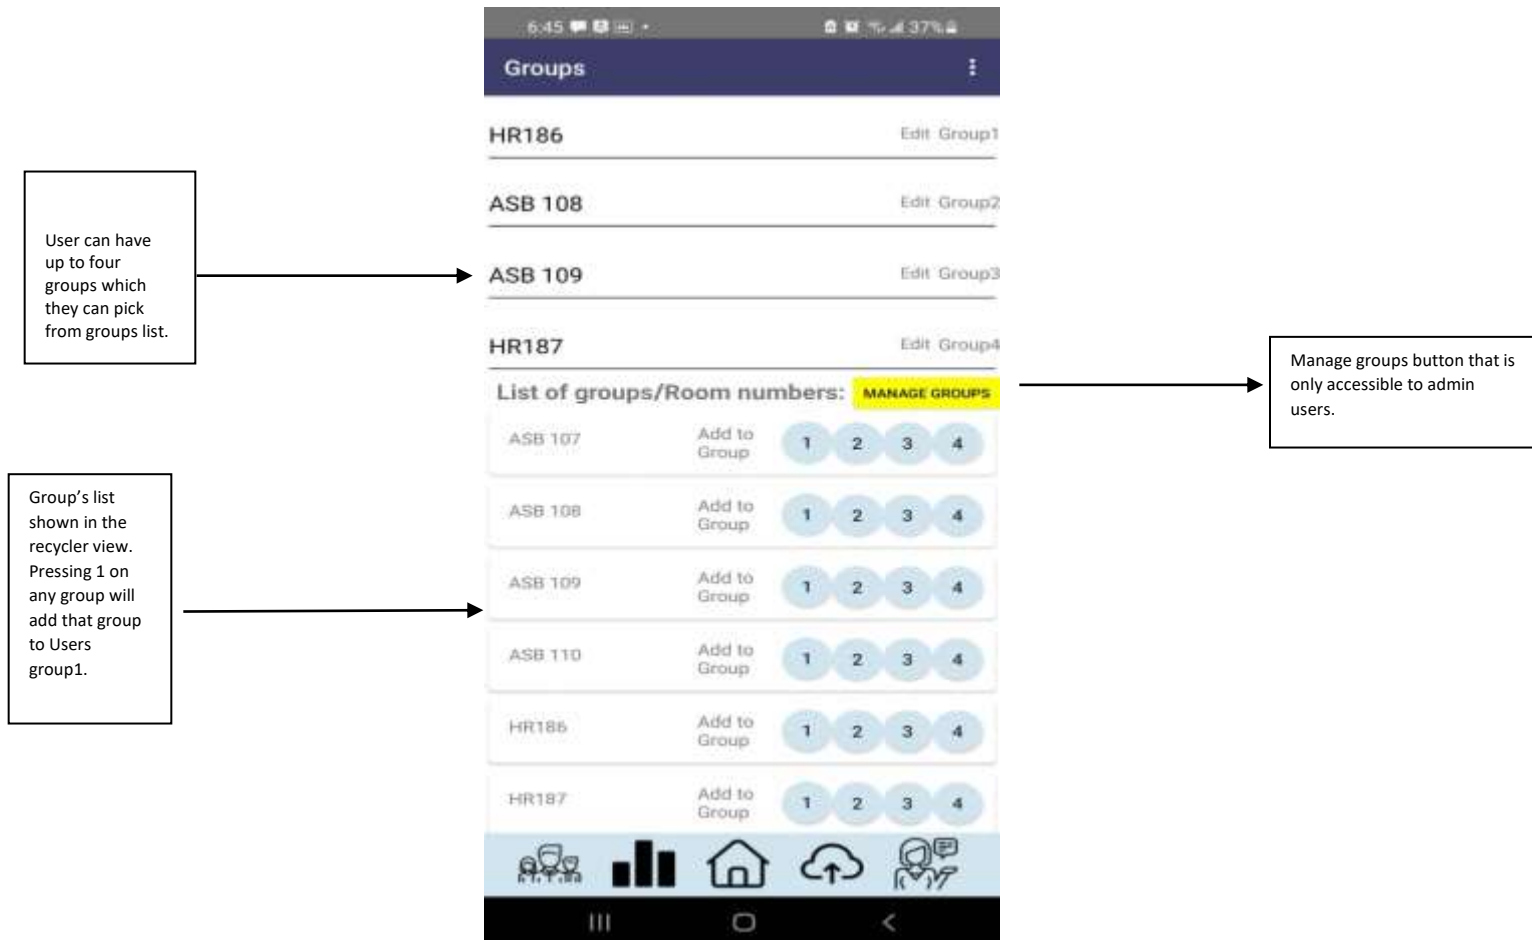 6:45
37%
Groups
HR186
Edit Group1
ASB 108
Edit Group2
User can have
up to four
groups which
they can pick
from groups list.
ASB 109
Edit Group3
HR187
Edit Group4
Manage groups button that is
only accessible to admin
users.
List of groups/Room numbers:
MANAGE GROUPS
ASB 107
Add to
Group
1 2 3 4
Group’s list
shown in the
recycler view.
Pressing 1 on
any group will
add that group
to Users
group1.
ASB 108
Add to
Group
1 2 3 4
ASB 109
Add to
Group
1 2 3 4
ASB 110
Add to
Group
1 2 3 4
HR186
Add to
Group
1 2 3 4
HR187
Add to
Group
1 2 3 4